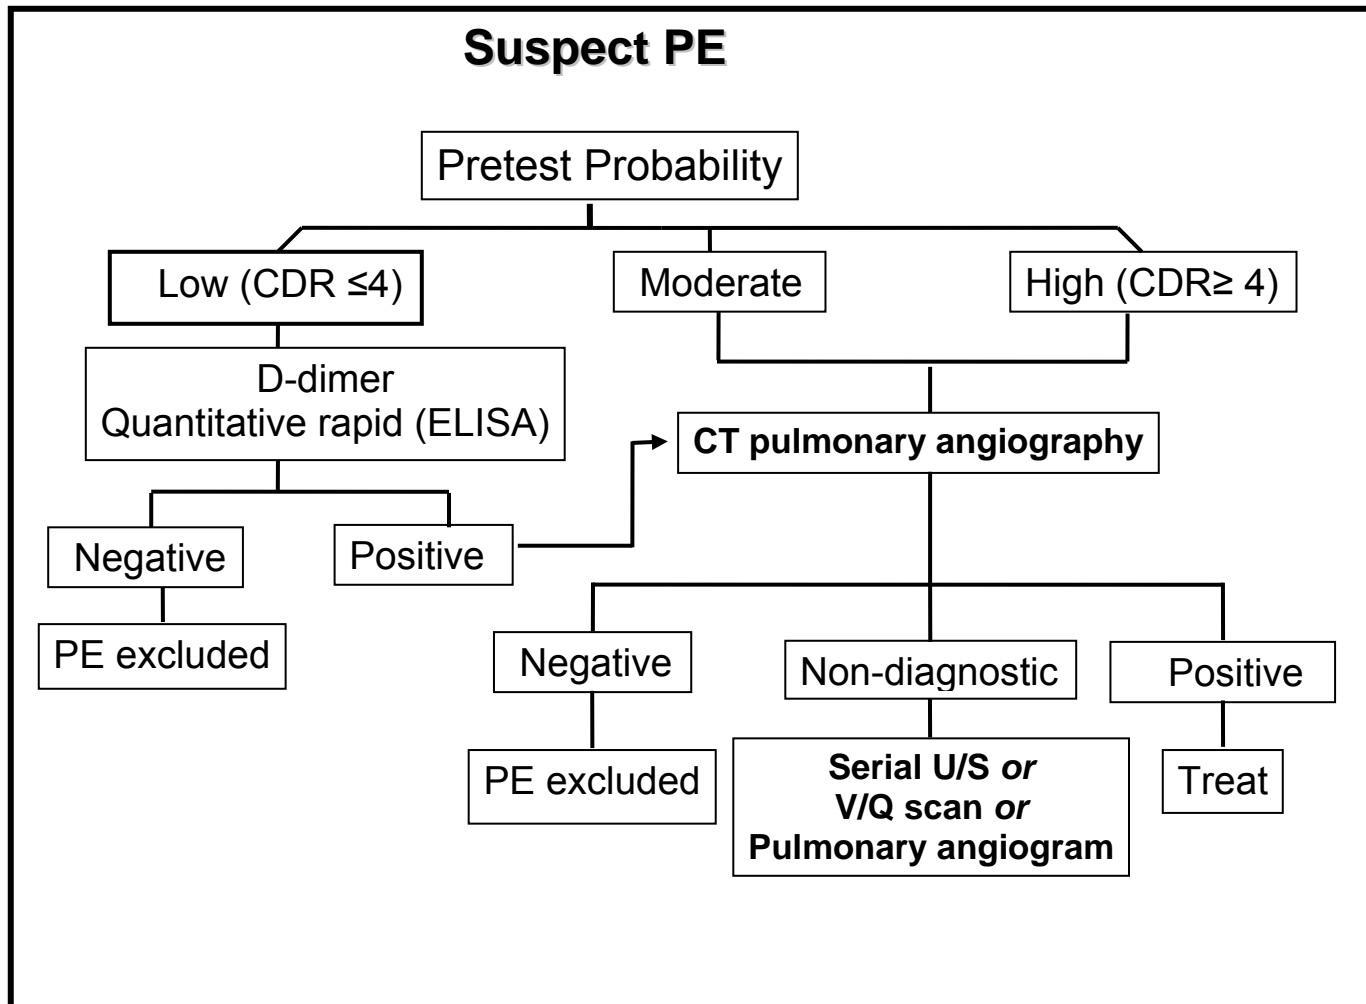 Suspect PE
Pretest Probability
Low (CDR ≤4)
Moderate
High (CDR≥ 4)
D-dimer
Quantitative rapid (ELISA)
CT pulmonary angiography
Negative
Positive
PE excluded
Negative
Non-diagnostic
Positive
PE excluded
Serial U/S or
V/Q scan or
Pulmonary angiogram
Treat